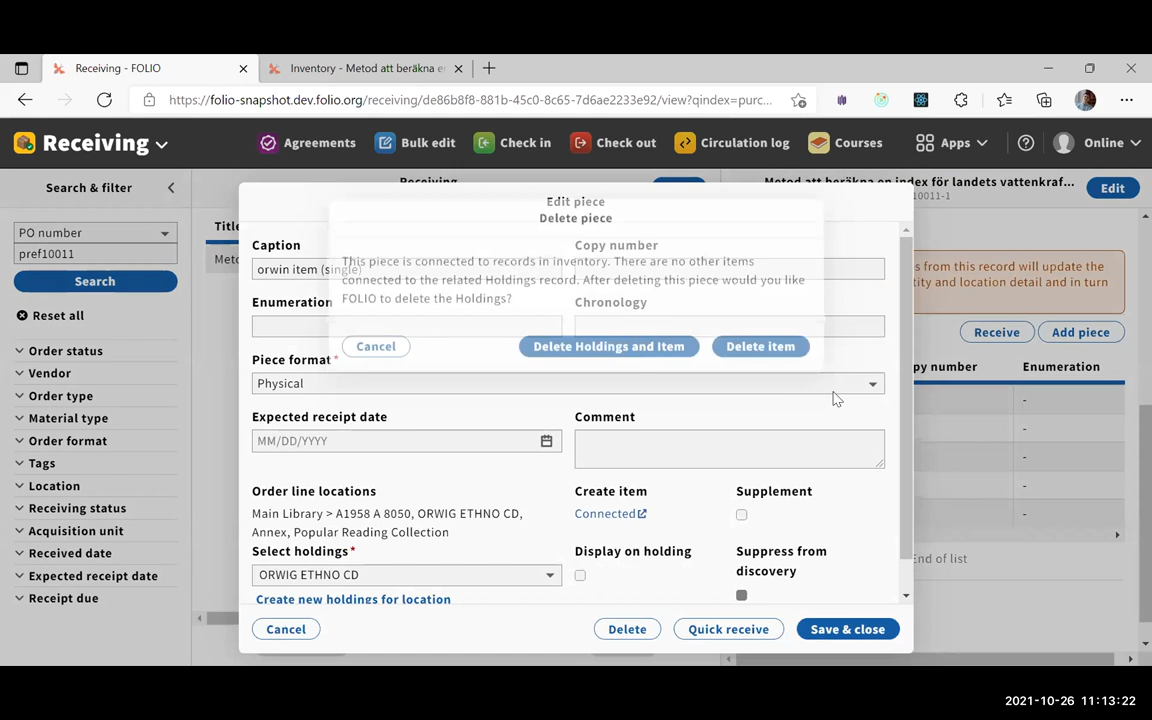 Receiving - FOLIO
Inventory - Metod att beräkna e
https://folio-snapshot.dev.folio.org/receiving/de86b8f8-881b-45c0-8c65-7d6ae2233e92/view?qindex=purc...
Receiving
Agreements
Bulk edit
Check in
Check out
Circulation log
Courses
Apps
Online
Search & filter
Receiving
Metod att beräkna en index för landets vattenkraf...
10011-1
Edit
PO number
pref10011
Search
Reset all
Order status
Vendor
Order type
Material type
Order format
Tags
Location
Receiving status
Acquisition unit
Received date
Expected receipt date
Receipt due
Title
Meto
Edit piece
Delete piece
Caption
Copy number
orwin item (single)
This piece is connected to records in inventory. There are no other items
connected to the related Holdings record. After deleting this piece would you like
FOLIO to delete the Holdings?
Enumeration
Chronology
Cancel
Delete Holdings and Item
Delete item
Piece format*
Physical
Expected receipt date
Comment
MM/DD/YYYY
Order line locations
Create item
Supplement
Main Library > A1958 A 8050, ORWIG ETHNO CD,
Annex, Popular Reading Collection
Connected
Select holdings*
Display on holding
Suppress from
discovery
ORWIG ETHNO CD
Create new holdings for location
Cancel
Delete
Quick receive
Save & close
s from this record will update the
tity and location detail and in turn
Receive
Add piece
py number
Enumeration
-
-
-
-
-
End of list
2021-10-26 11:13:22